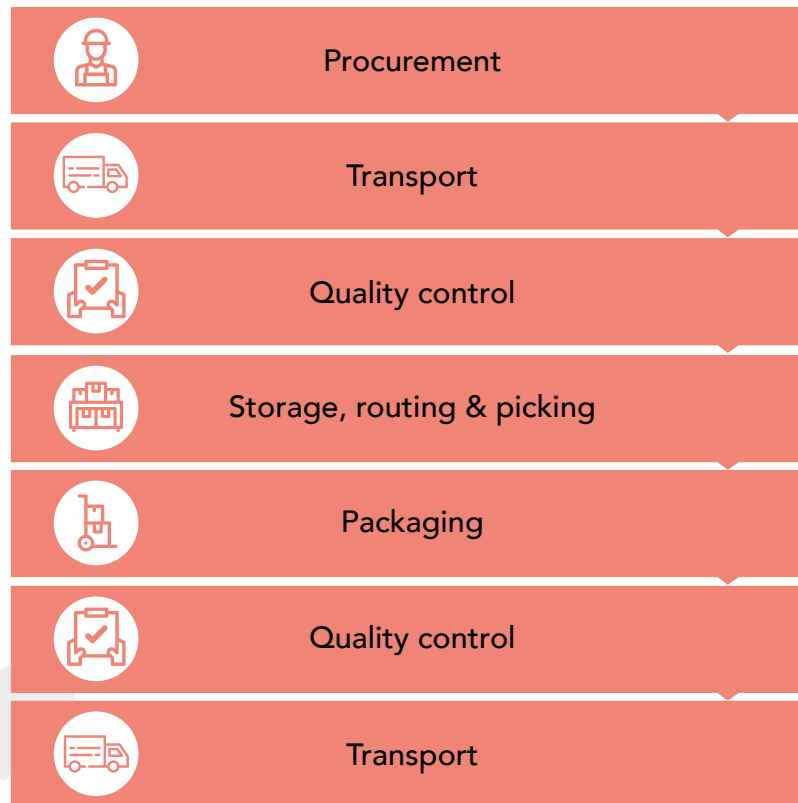 Procurement
Transport
Quality control
Storage, routing & picking
Packaging
Quality control
Transport